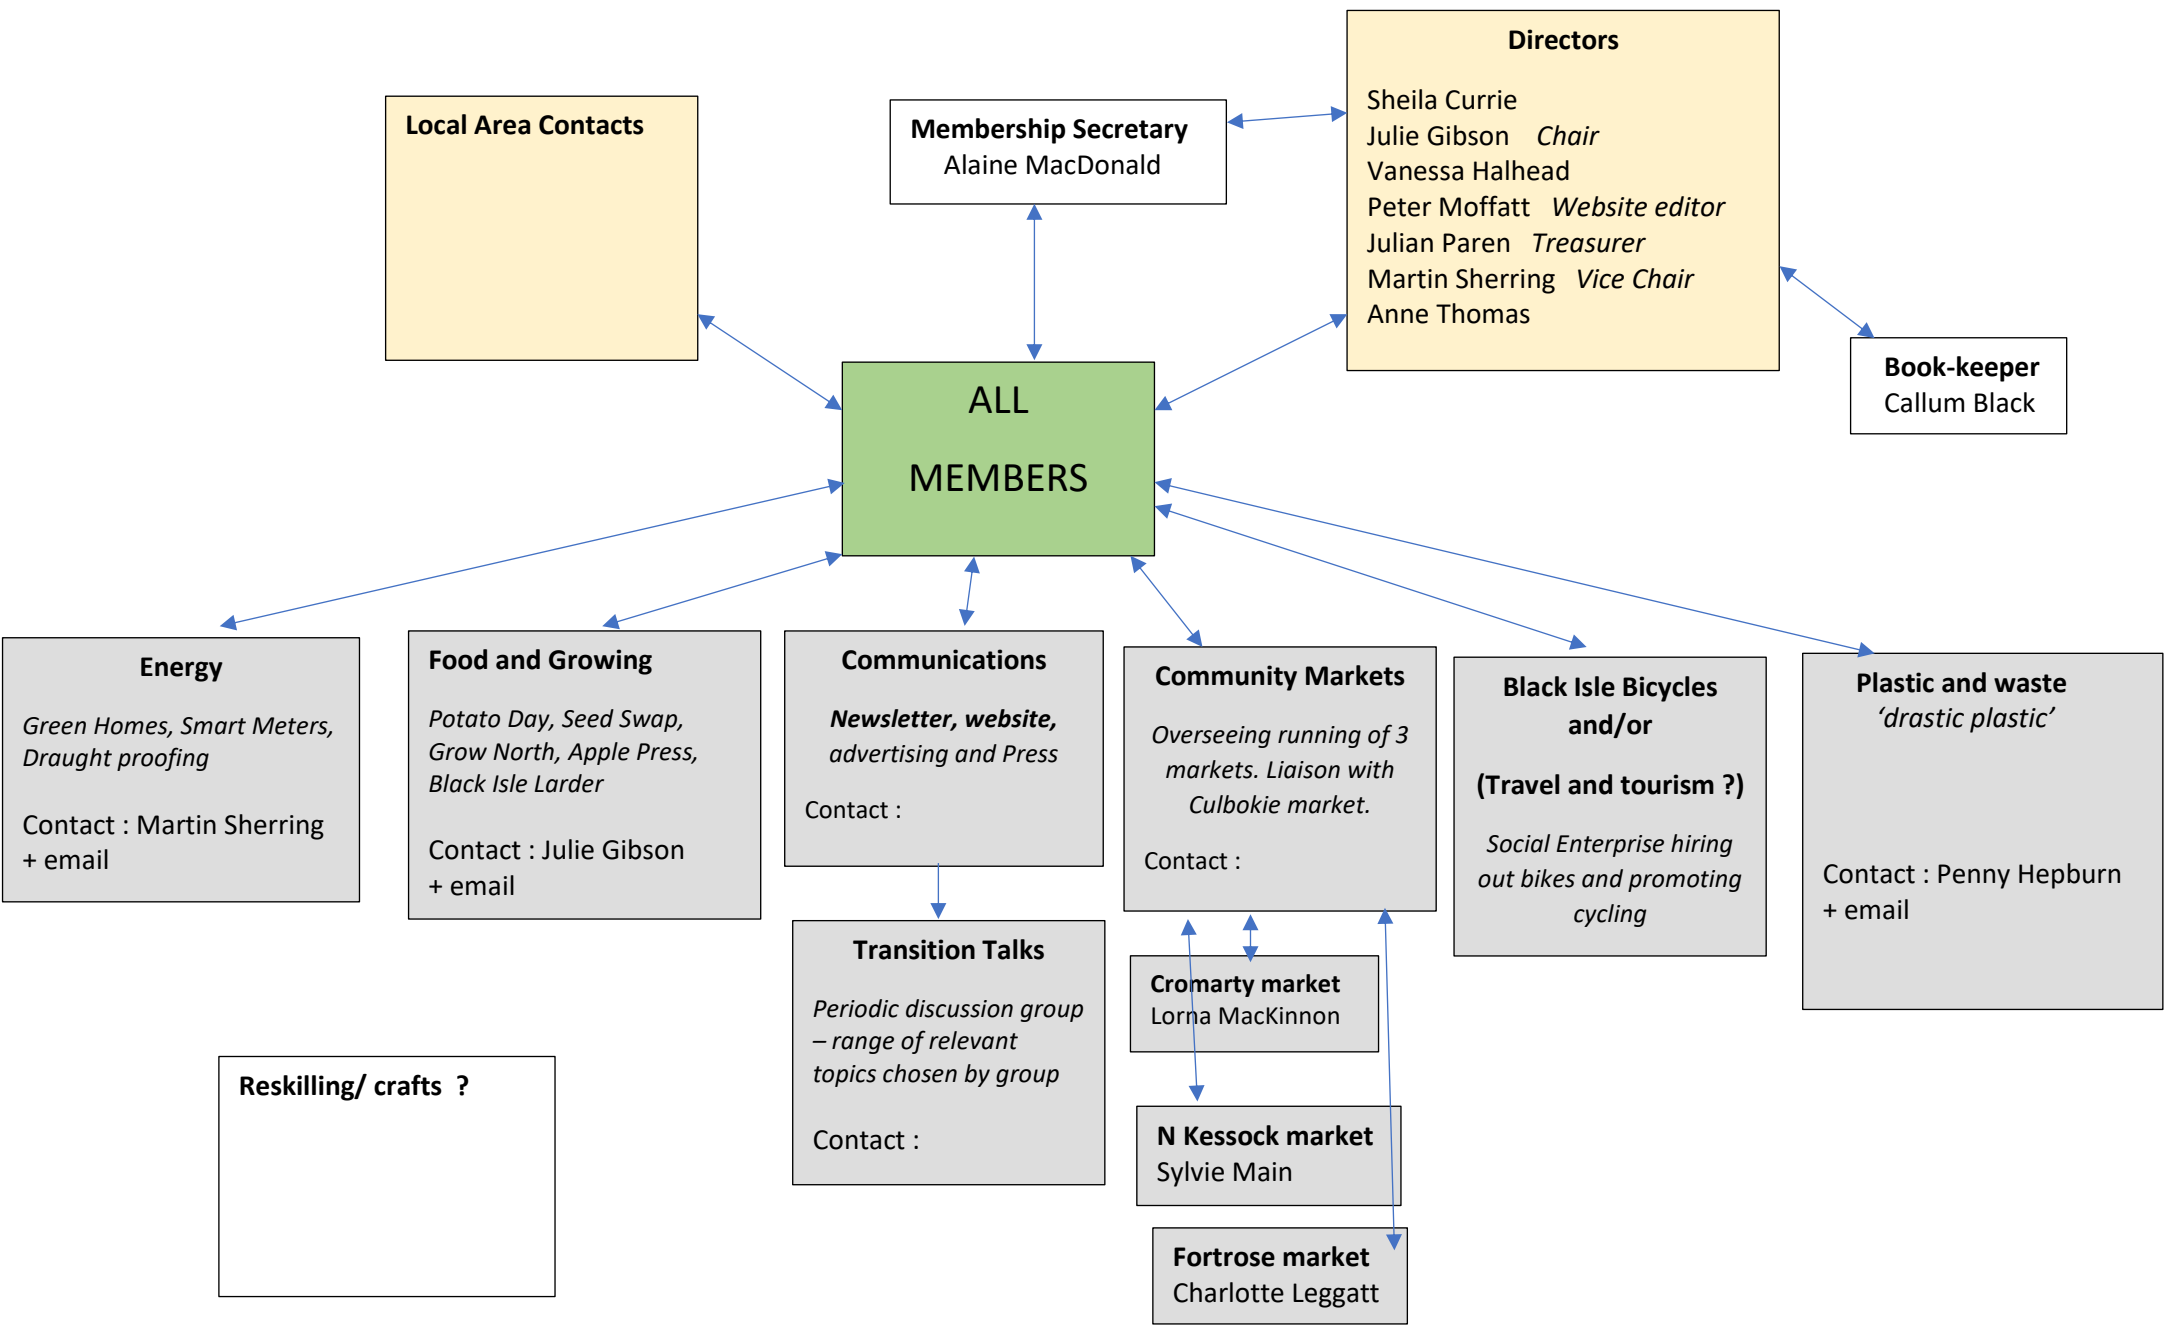 Directors
Sheila Currie
Julie Gibson Chair
Vanessa Halhead
Peter Moffatt Website editor
Julian Paren Treasurer
Martin Sherring Vice Chair
Anne Thomas
Local Area Contacts
Membership Secretary
Alaine MacDonald
Book-keeper
Callum Black
ALL
MEMBERS
Energy
Green Homes, Smart Meters,
Draught proofing
Contact : Martin Sherring
+ email
Food and Growing
Potato Day, Seed Swap,
Grow North, Apple Press,
Black Isle Larder
Contact : Julie Gibson
+ email
Communications
Newsletter, website,
advertising and Press
Contact :
Community Markets
Overseeing running of 3
markets. Liaison with
Culbokie market.
Contact :
Black Isle Bicycles
and/or
(Travel and tourism ?)
Social Enterprise hiring
out bikes and promoting
cycling
Plastic and waste
‘drastic plastic’
Contact : Penny Hepburn
+ email
Transition Talks
Periodic discussion group
– range of relevant
topics chosen by group
Contact :
Cromarty market
Lorna MacKinnon
N Kessock market
Sylvie Main
Fortrose market
Charlotte Leggatt
Reskilling/ crafts ?